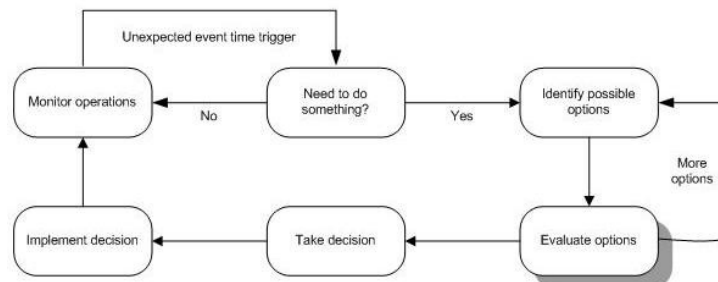 Unexpected event time trigger
Monitor operations
Need to do
something?
Identify possible
options
No
Yes
More
options
Implement decision
Take decision
Evaluate options